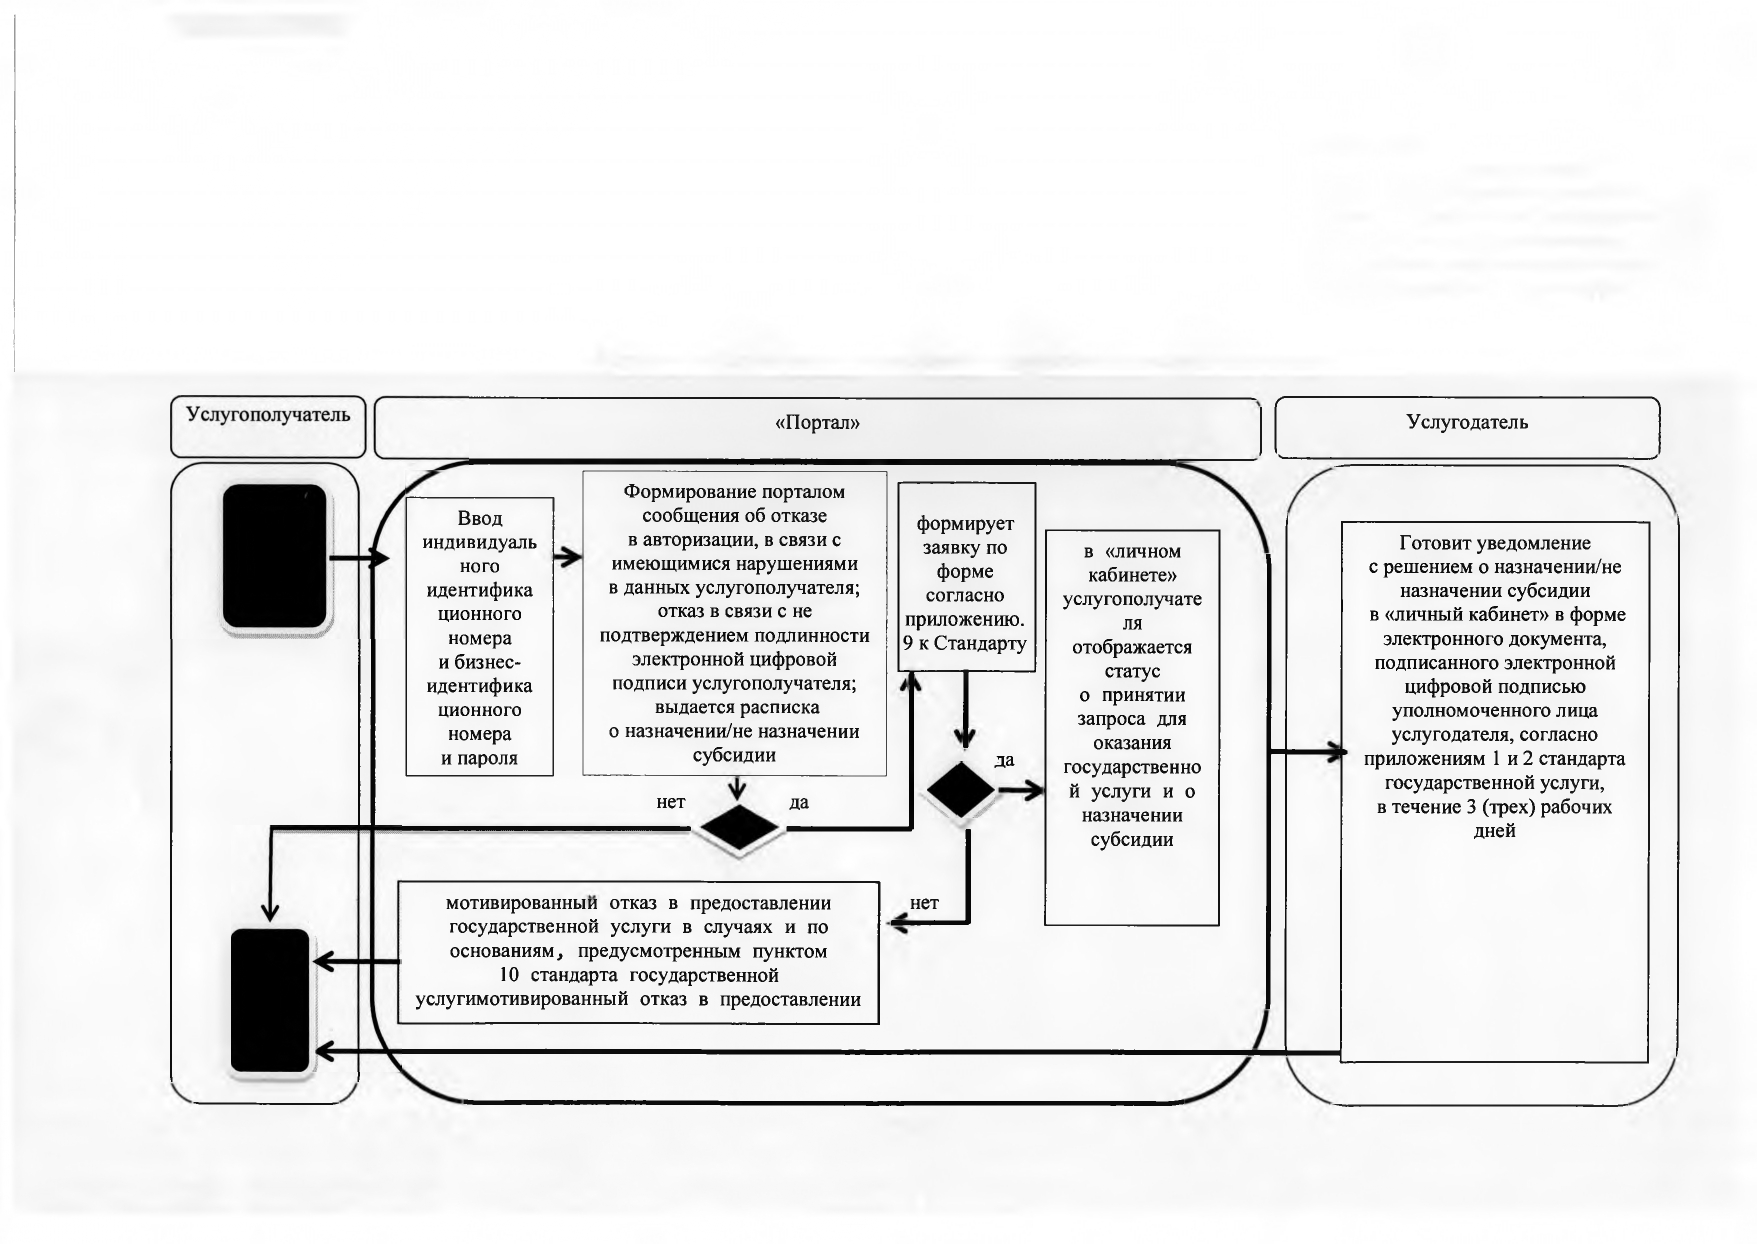 Услугополучатель
«Портал»
Услугодатель
Ввод
индивидуаль
ного
идентифика
ционного
номера
и бизнес-
идентифика
ционного
номера
и пароля
Формирование порталом
сообщения об отказе
в авторизации, в связи с
имеющимися нарушениями
в данных услугополучателя;
отказ в связи с не
подтверждением подлинности
электронной цифровой
подписи услугополучателя;
выдается расписка
о назначении/не назначении
субсидии
нет
да
формирует
заявку по
форме
согласно
приложению.
9 к Стандарту
да
нет
в «личном
кабинете»
услугополучате
ля
отображается
статус
о принятии
запроса для
оказания
государственно
й услуги и о
назначении
субсидии
мотивированный отказ в предоставлении
государственной услуги в случаях и по
основаниям, предусмотренным пунктом
10 стандарта государственной
услугимотивированный отказ в предоставлении
Готовит уведомление
с решением о назначении/не
назначении субсидии
в «личный кабинет» в форме
электронного документа,
подписанного электронной
цифровой подписью
уполномоченного лица
услугодателя, согласно
приложениям 1 и 2 стандарта
государственной услуги,
в течение 3 (трех) рабочих
дней